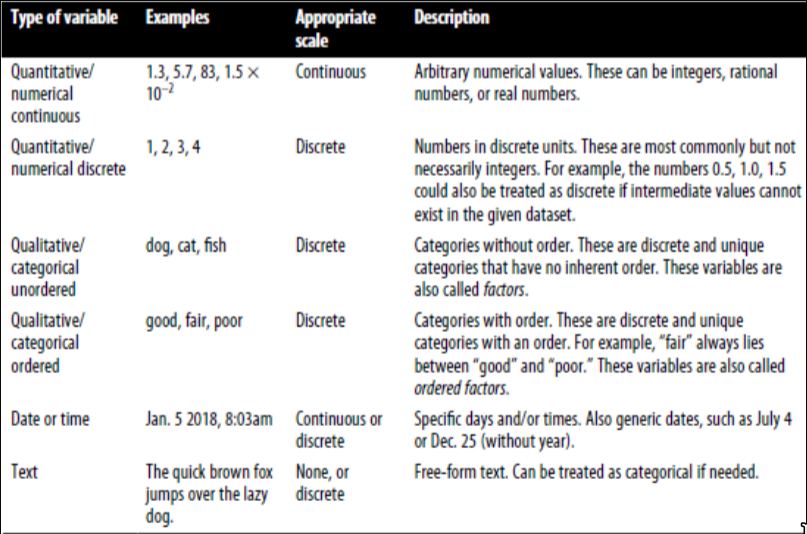 Type of variable Examples Appropriate scale Description
Quantitative/ numerical continuous 1.3, 5.7, 83, 1.5 × 10⁻² Continuous Arbitrary numerical values. These can be integers, rational numbers, or real numbers.
Quantitative/ numerical discrete 1, 2, 3, 4 Discrete Numbers in discrete units. These are most commonly but not necessarily integers. For example, the numbers 0.5, 1.0, 1.5 could also be treated as discrete if intermediate values cannot exist in the given dataset.
Qualitative/ categorical unordered dog, cat, fish Discrete Categories without order. These are discrete and unique categories that have no inherent order. These variables are also called factors.
Qualitative/ categorical ordered good, fair, poor Discrete Categories with order. These are discrete and unique categories with an order. For example, “fair” always lies between “good” and “poor.” These variables are also called ordered factors.
Date or time Jan. 5 2018, 8:03am Continuous or discrete Specific days and/or times. Also generic dates, such as July 4 or Dec. 25 (without year).
Text The quick brown fox jumps over the lazy dog. None, or discrete Free-form text. Can be treated as categorical if needed.